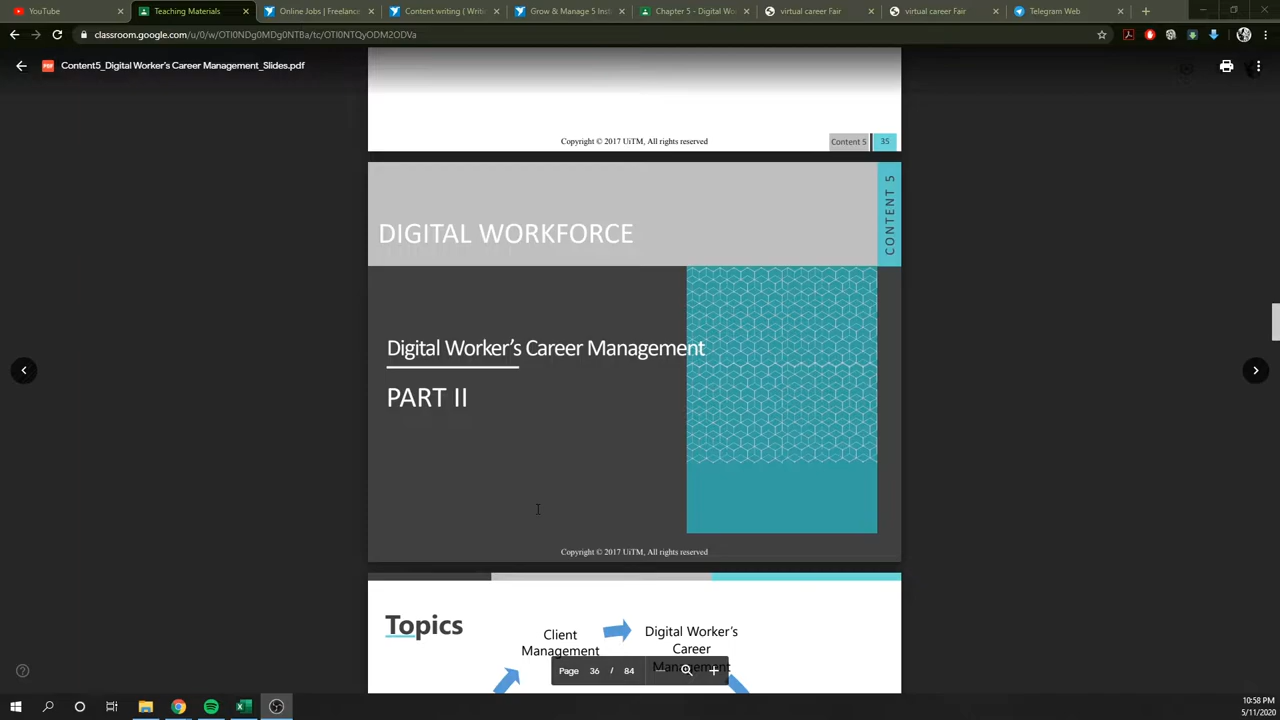 YouTube
Teaching Materials
Online Jobs | Freelance
Content writing ( Writi
Grow & Manage 5 Inst
Chapter 5 - Digital Wo
virtual career Fair
virtual career Fair
Telegram Web
classroom.google.com/u/0/w/OTI0NDg0MDg0NTBa/tc/OTI0NTQyODM2ODVa
PDF
Content5_Digital Worker's Career Management_Slides.pdf
Copyright © 2017 UiTM, All rights reserved
Content 5
35
DIGITAL WORKFORCE
CONTENT 5
Digital Worker's Career Management
PART II
Copyright © 2017 UiTM, All rights reserved
Topics
Client
Management
Digital Worker's
Career
Management
Page 36 / 84
10:58 PM
5/11/2020